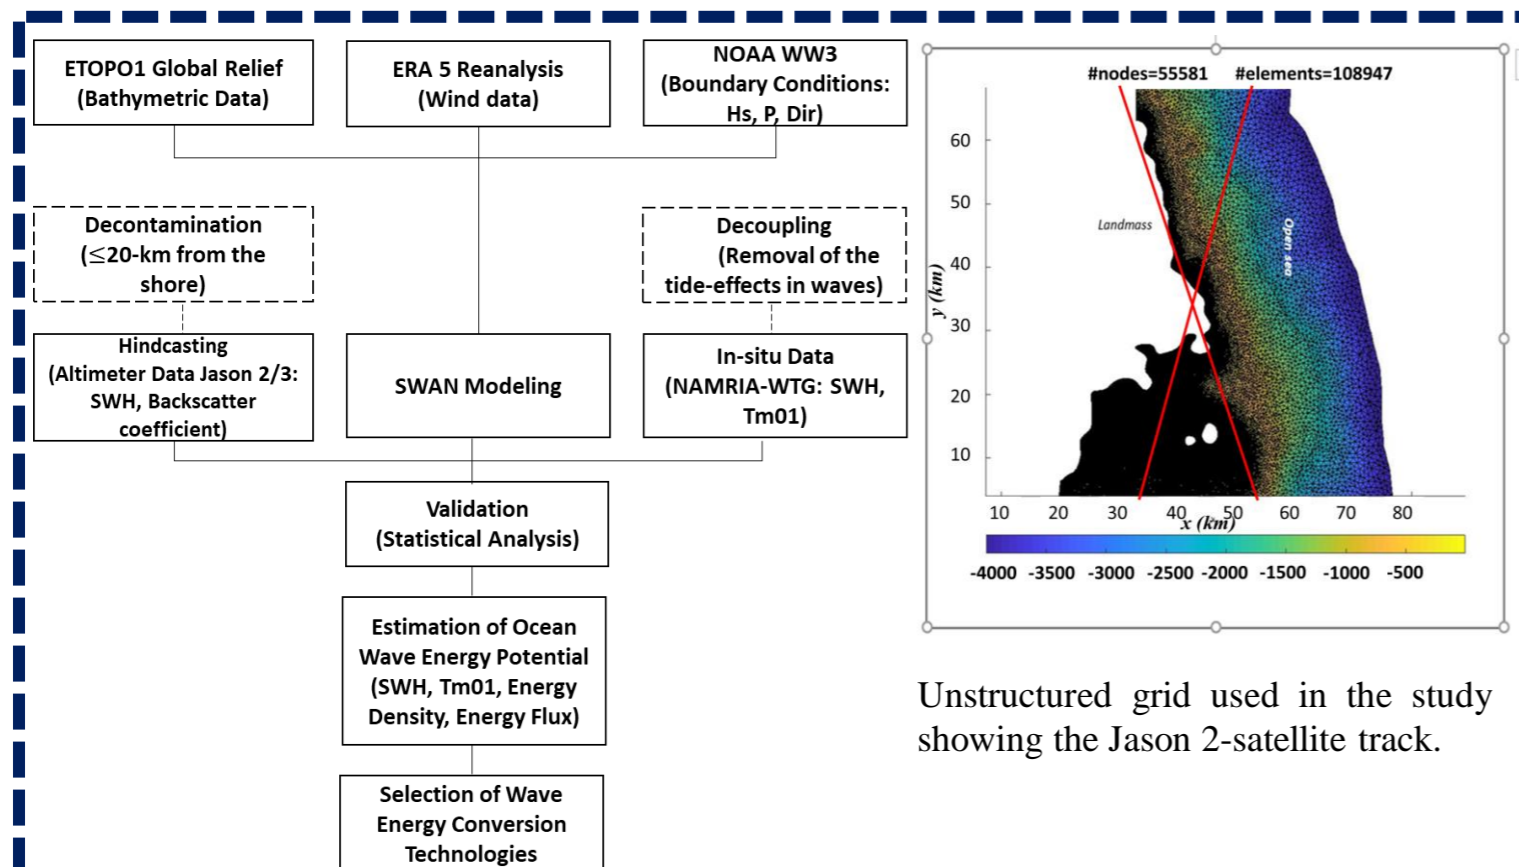 ETOPO1 Global Relief
(Bathymetric Data)
ERA 5 Reanalysis
(Wind data)
NOAA WW3
(Boundary Conditions:
Hs, P, Dir)
Decontamination
(≤20-km from the
shore)
Decoupling
(Removal of the
tide-effects in waves)
Hindcasting
(Altimeter Data Jason 2/3:
SWH, Backscatter
coefficient)
SWAN Modeling
In-situ Data
(NAMRIA-WTG: SWH,
Tm01)
Validation
(Statistical Analysis)
Estimation of Ocean
Wave Energy Potential
(SWH, Tm01, Energy
Density, Energy Flux)
Selection of Wave
Energy Conversion
Technologies
#nodes=55581 #elements=108947
60
50
40
30
20
10
y (km)
Landmass
Open sea
10 20 30 40 50 60 70 80
x (km)
-4000 -3500 -3000 -2500 -2000 -1500 -1000 -500
Unstructured grid used in the study
showing the Jason 2-satellite track.